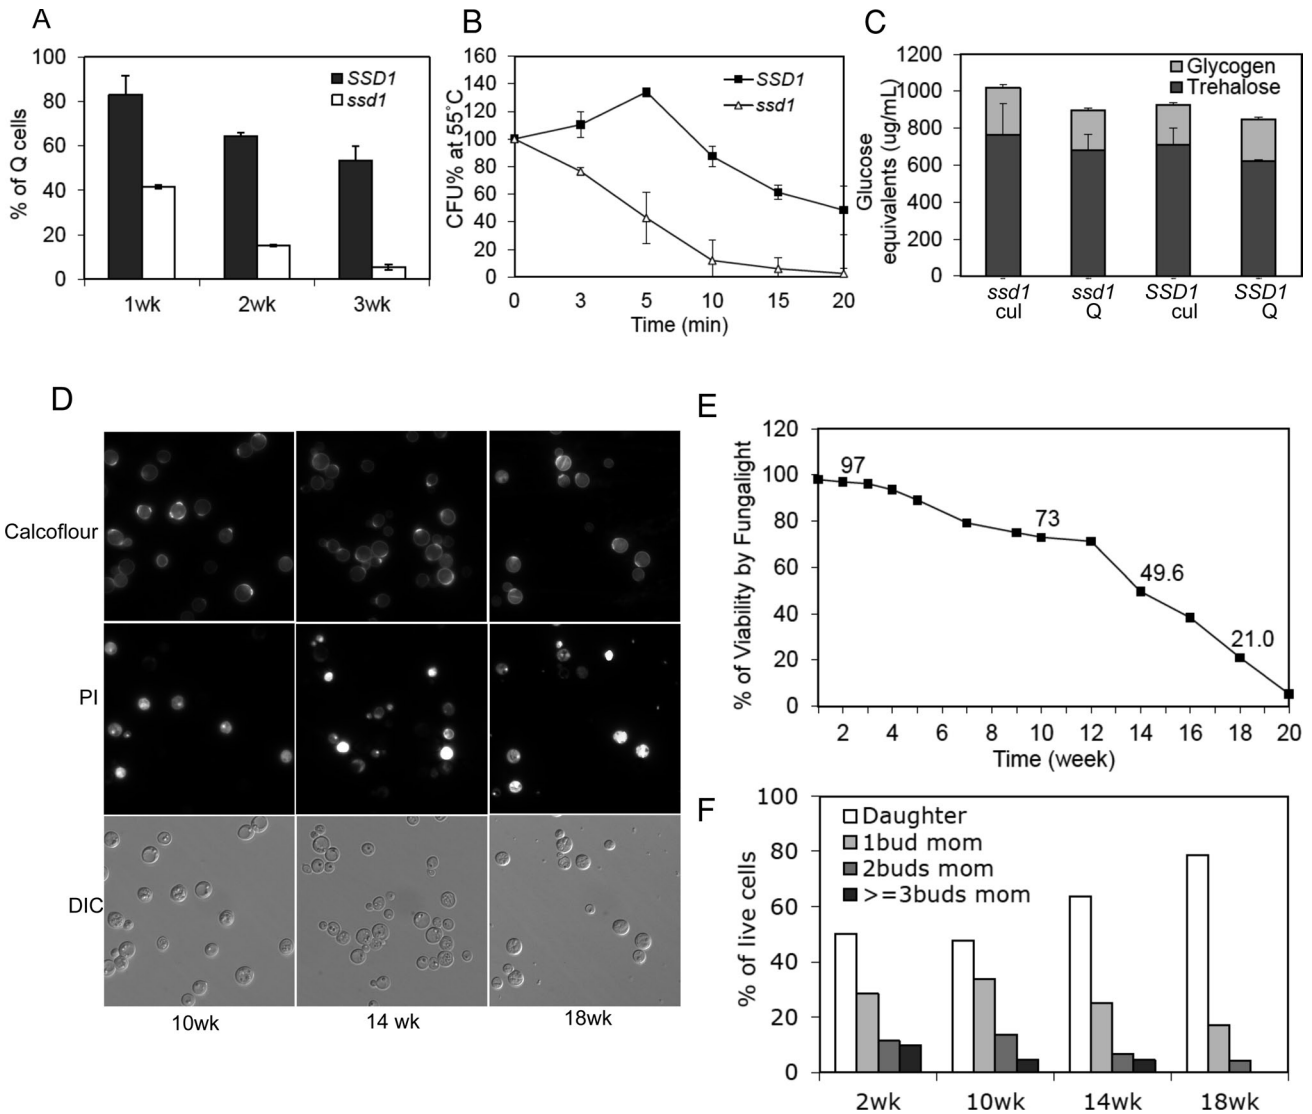 A
% of Q cells
100
80
60
40
20
0
SSD1
ssd1
1wk 2wk 3wk
B
CFU% at 55°C
160
140
120
100
80
60
40
20
0
SSD1
ssd1
0 3 5 10 15 20
Time (min)
C
Glucose
equivalents (ug/mL)
1200
1000
800
600
400
200
0
Glycogen
Trehalose
ssd1 ssd1 SSD1 SSD1
cul Q cul Q
D
Calcoflour
PI
DIC
10wk 14 wk 18wk
E
% of Viability by Fungalight
120
100
80
60
40
20
0
97
73
49.6
21.0
2 4 6 8 10 12 14 16 18 20
Time (week)
F
% of live cells
100
80
60
40
20
0
Daughter
1bud mom
2buds mom
>=3buds mom
2wk 10wk 14wk 18wk